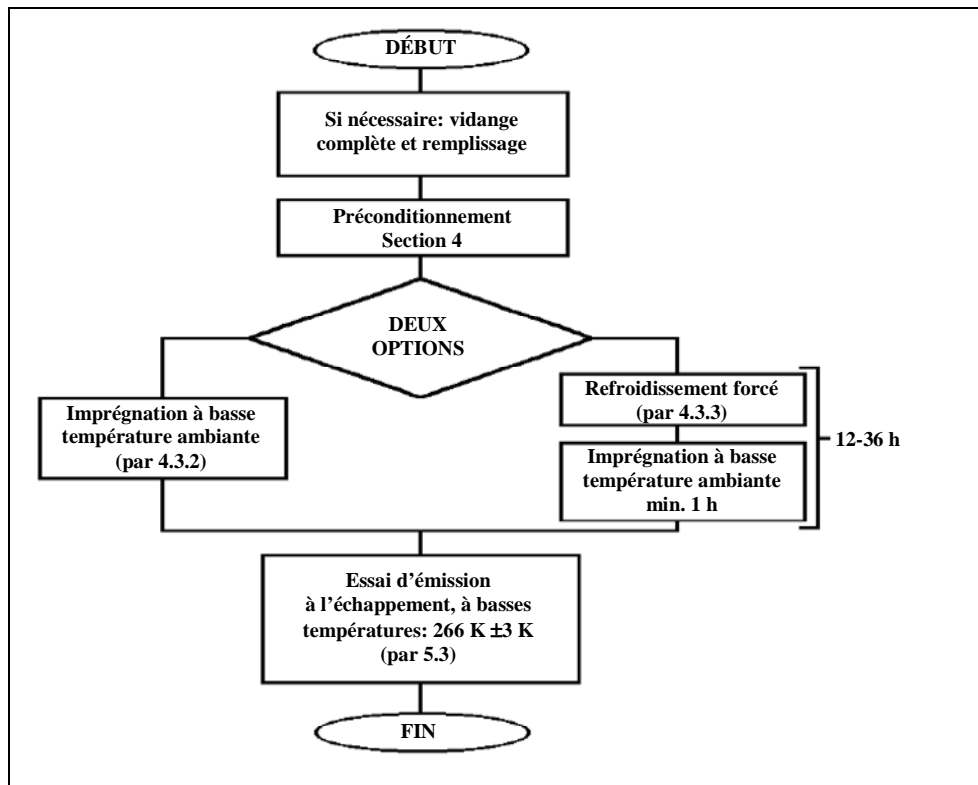 DÉBUT
Si nécessaire: vidange
complète et remplissage
Préconditionnement
Section 4
DEUX
OPTIONS
Imprégnation à basse
température ambiante
(par 4.3.2)
Refroidissement forcé
(par 4.3.3)
Imprégnation à basse
température ambiante
min. 1 h
12-36 h
Essai d’émission
à l’échappement, à basses
températures: 266 K ±3 K
(par 5.3)
FIN